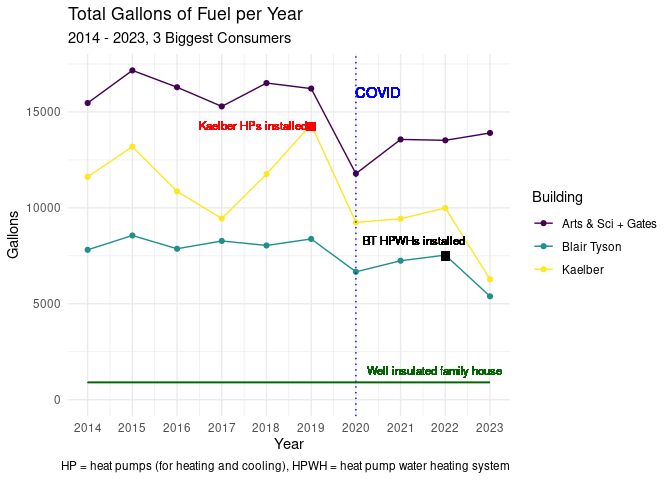 Total Gallons of Fuel per Year
2014 - 2023, 3 Biggest Consumers
COVID
15000
Kaelber HPs installed
Building
Arts & Sci + Gates
Gallons
10000
Blair Tyson
BT HPWHs installed
Kaelber
5000
Well insulated family house
0
2014 2015 2016 2017 2018 2019 2020 2021 2022 2023
Year
HP = heat pumps (for heating and cooling), HPWH = heat pump water heating system